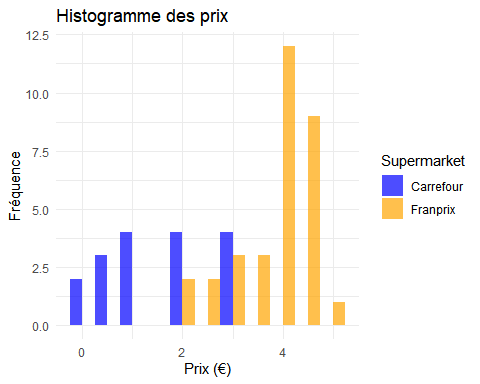 Histogramme des prix
12.5
10.0
7.5
5.0
2.5
0.0
Fréquence
0
2
4
Prix (€)
Supermarket
Carrefour
Franprix